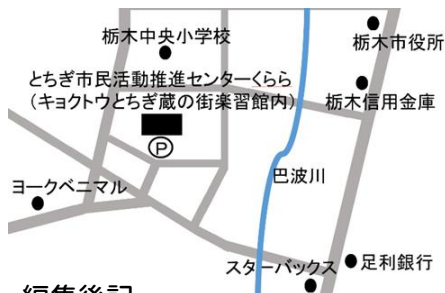 栃木中央小学校
栃木市役所
とちぎ市民活動推進センターくらら
(キョクトウとちぎ蔵の街楽習館内)
栃木信用金庫
P
ヨークベニマル
巴波川
スターバックス
足利銀行
編集後記